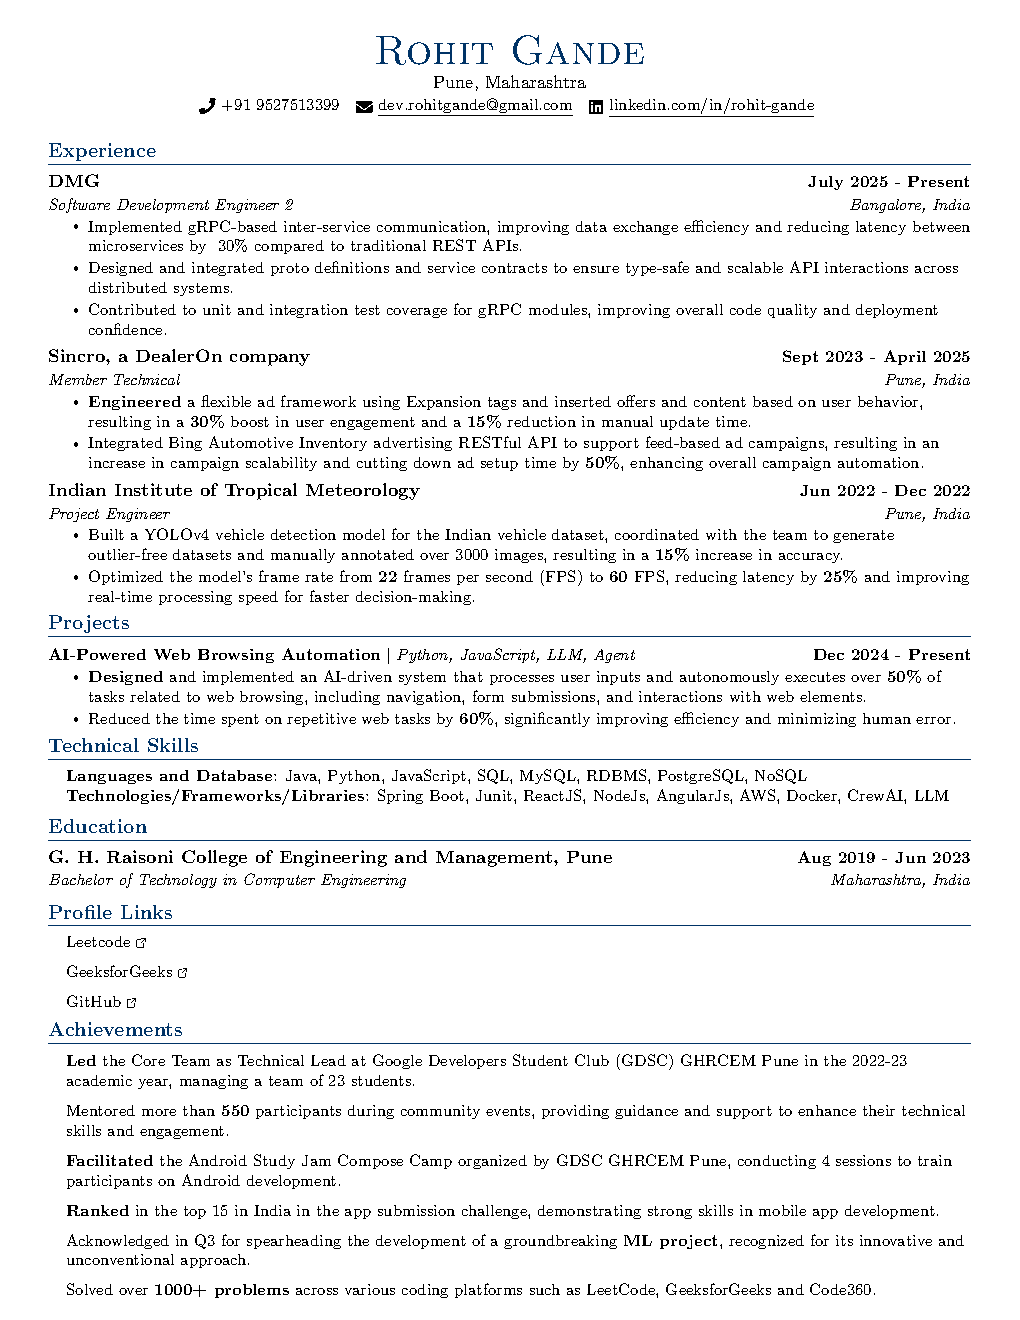 Rohit Gande
Pune, Maharashtra
+91 9527513399 dev.rohitgande@gmail.com linkedin.com/in/rohit-gande
Experience
DMG July 2025 - Present
Software Development Engineer 2 Bangalore, India
• Implemented gRPC-based inter-service communication, improving data exchange efficiency and reducing latency between
microservices by 30% compared to traditional REST APIs.
• Designed and integrated proto definitions and service contracts to ensure type-safe and scalable API interactions across
distributed systems.
• Contributed to unit and integration test coverage for gRPC modules, improving overall code quality and deployment
confidence.
Sincro, a DealerOn company Sept 2023 - April 2025
Member Technical Pune, India
• Engineered a flexible ad framework using Expansion tags and inserted offers and content based on user behavior,
resulting in a 30% boost in user engagement and a 15% reduction in manual update time.
• Integrated Bing Automotive Inventory advertising RESTful API to support feed-based ad campaigns, resulting in an
increase in campaign scalability and cutting down ad setup time by 50%, enhancing overall campaign automation.
Indian Institute of Tropical Meteorology Jun 2022 - Dec 2022
Project Engineer Pune, India
• Built a YOLOv4 vehicle detection model for the Indian vehicle dataset, coordinated with the team to generate
outlier-free datasets and manually annotated over 3000 images, resulting in a 15% increase in accuracy.
• Optimized the model's frame rate from 22 frames per second (FPS) to 60 FPS, reducing latency by 25% and improving
real-time processing speed for faster decision-making.
Projects
AI-Powered Web Browsing Automation | Python, JavaScript, LLM, Agent Dec 2024 - Present
• Designed and implemented an AI-driven system that processes user inputs and autonomously executes over 50% of
tasks related to web browsing, including navigation, form submissions, and interactions with web elements.
• Reduced the time spent on repetitive web tasks by 60%, significantly improving efficiency and minimizing human error.
Technical Skills
Languages and Database: Java, Python, JavaScript, SQL, MySQL, RDBMS, PostgreSQL, NoSQL
Technologies/Frameworks/Libraries: Spring Boot, Junit, ReactJS, NodeJs, AngularJs, AWS, Docker, CrewAI, LLM
Education
G. H. Raisoni College of Engineering and Management, Pune Aug 2019 - Jun 2023
Bachelor of Technology in Computer Engineering Maharashtra, India
Profile Links
Leetcode
GeeksforGeeks
GitHub
Achievements
Led the Core Team as Technical Lead at Google Developers Student Club (GDSC) GHRCEM Pune in the 2022-23
academic year, managing a team of 23 students.
Mentored more than 550 participants during community events, providing guidance and support to enhance their technical
skills and engagement.
Facilitated the Android Study Jam Compose Camp organized by GDSC GHRCEM Pune, conducting 4 sessions to train
participants on Android development.
Ranked in the top 15 in India in the app submission challenge, demonstrating strong skills in mobile app development.
Acknowledged in Q3 for spearheading the development of a groundbreaking ML project, recognized for its innovative and
unconventional approach.
Solved over 1000+ problems across various coding platforms such as LeetCode, GeeksforGeeks and Code360.